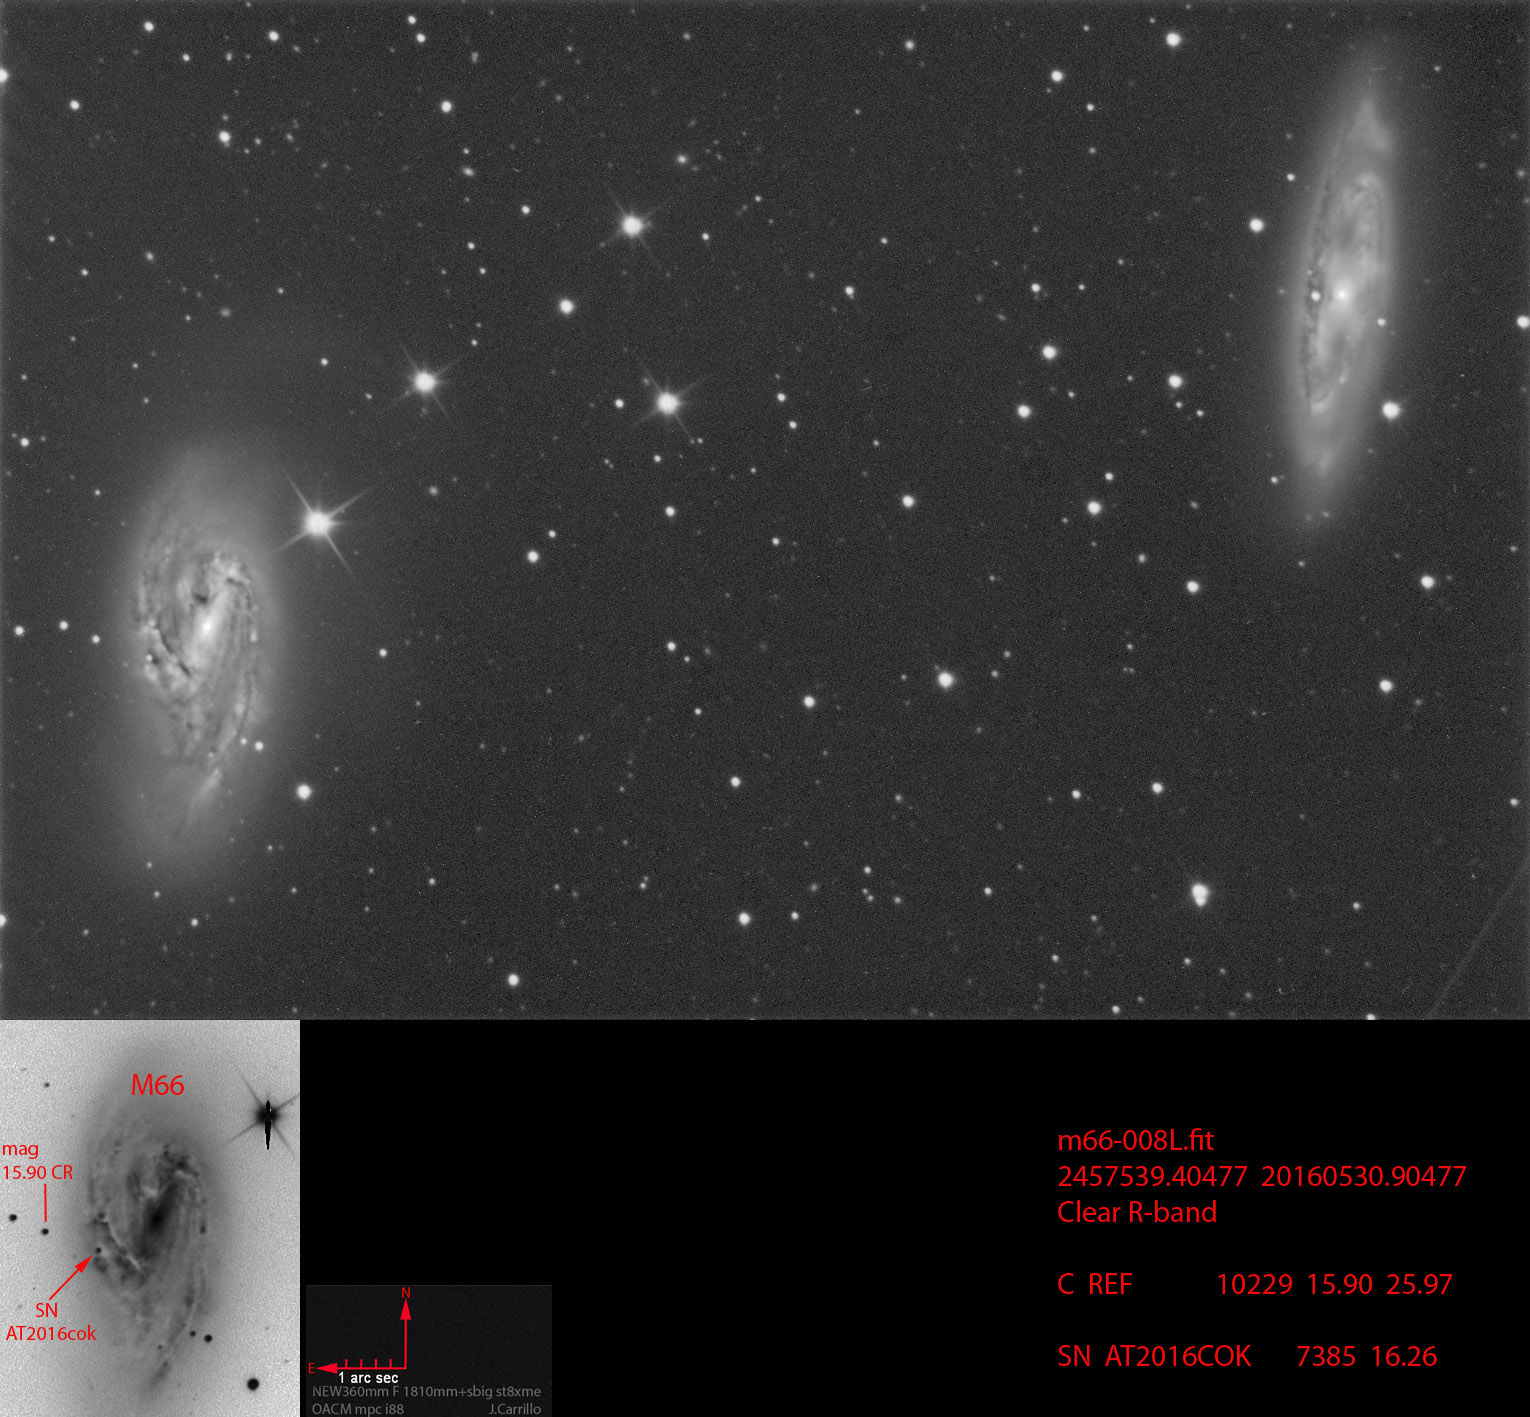 M66
mag
15.90 CR
SN
AT2016cok
N
E
1 arc sec
NEW360mm F 1810mm+sbig st8xme
OACM mpc i88 J.Carrillo
m66-008L.fit
2457539.40477 20160530.90477
Clear R-band
C REF 10229 15.90 25.97
SN AT2016COK 7385 16.26